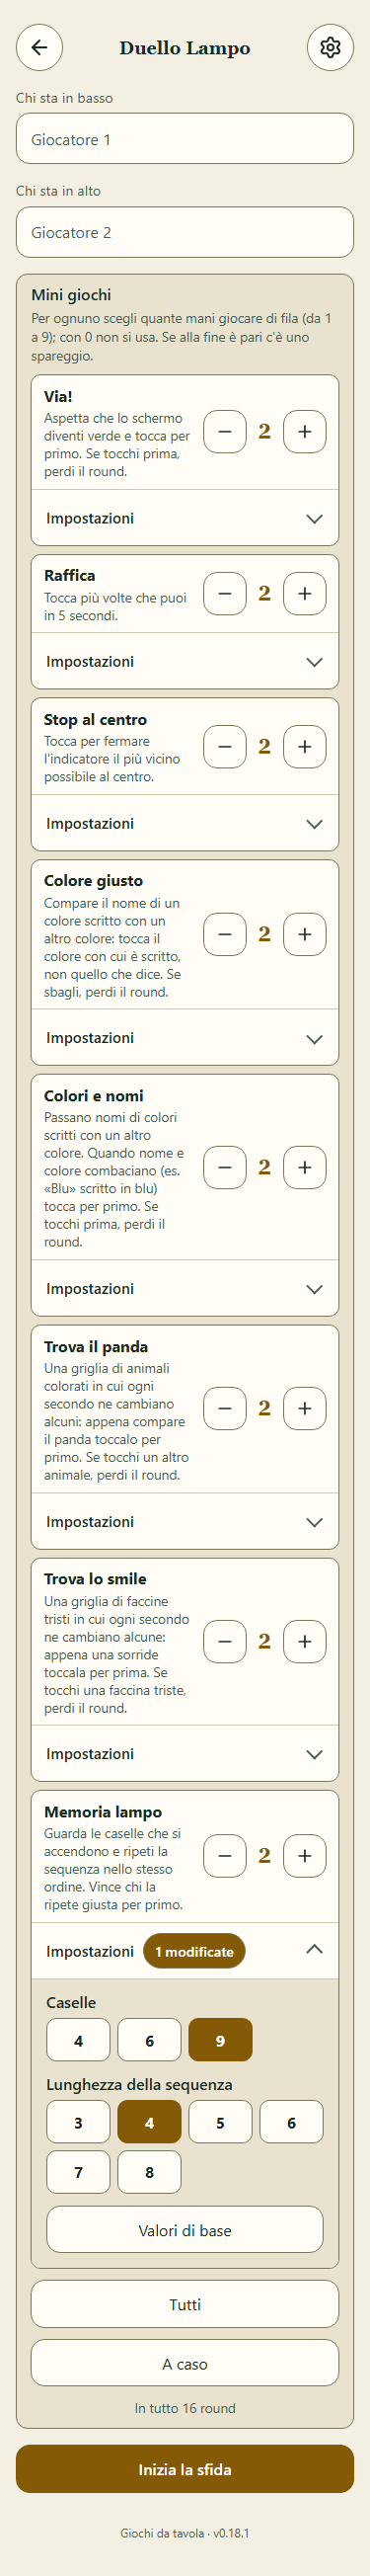 Duello Lampo
Chi sta in basso
Giocatore 1
Chi sta in alto
Giocatore 2
Mini giochi
Per ognuno scegli quante mani giocare di fila (da 1
a 9); con 0 non si usa. Se alla fine è pari c'è uno
spareggio.
Via!
Aspetta che lo schermo
diventi verde e tocca per
primo. Se tocchi prima,
perdi il round.
− 2 +
Impostazioni
Raffica
Tocca più volte che puoi
in 5 secondi.
− 2 +
Impostazioni
Stop al centro
Tocca per fermare
l'indicatore il più vicino
possibile al centro.
− 2 +
Impostazioni
Colore giusto
Compare il nome di un
colore scritto con un
altro colore: tocca il
colore con cui è scritto,
non quello che dice. Se
sbagli, perdi il round.
− 2 +
Impostazioni
Colori e nomi
Passano nomi di colori
scritti con un altro
colore. Quando nome e
colore combaciano (es.
«Blu» scritto in blu)
tocca per primo. Se
tocchi prima, perdi il
round.
− 2 +
Impostazioni
Trova il panda
Una griglia di animali
colorati in cui ogni
secondo ne cambiano
alcuni: appena compare
il panda toccalo per
primo. Se tocchi un altro
animale, perdi il round.
− 2 +
Impostazioni
Trova lo smile
Una griglia di faccine
tristi in cui ogni secondo
ne cambiano alcune:
appena una sorride
toccala per prima. Se
tocchi una faccina triste,
perdi il round.
− 2 +
Impostazioni
Memoria lampo
Guarda le caselle che si
accendono e ripeti la
sequenza nello stesso
ordine. Vince chi la
ripete giusta per primo.
− 2 +
Impostazioni 1 modificate
Caselle
4 6 9
Lunghezza della sequenza
3 4 5 6
7 8
Valori di base
Tutti
A caso
In tutto 16 round
Inizia la sfida
Giochi da tavola · v0.18.1